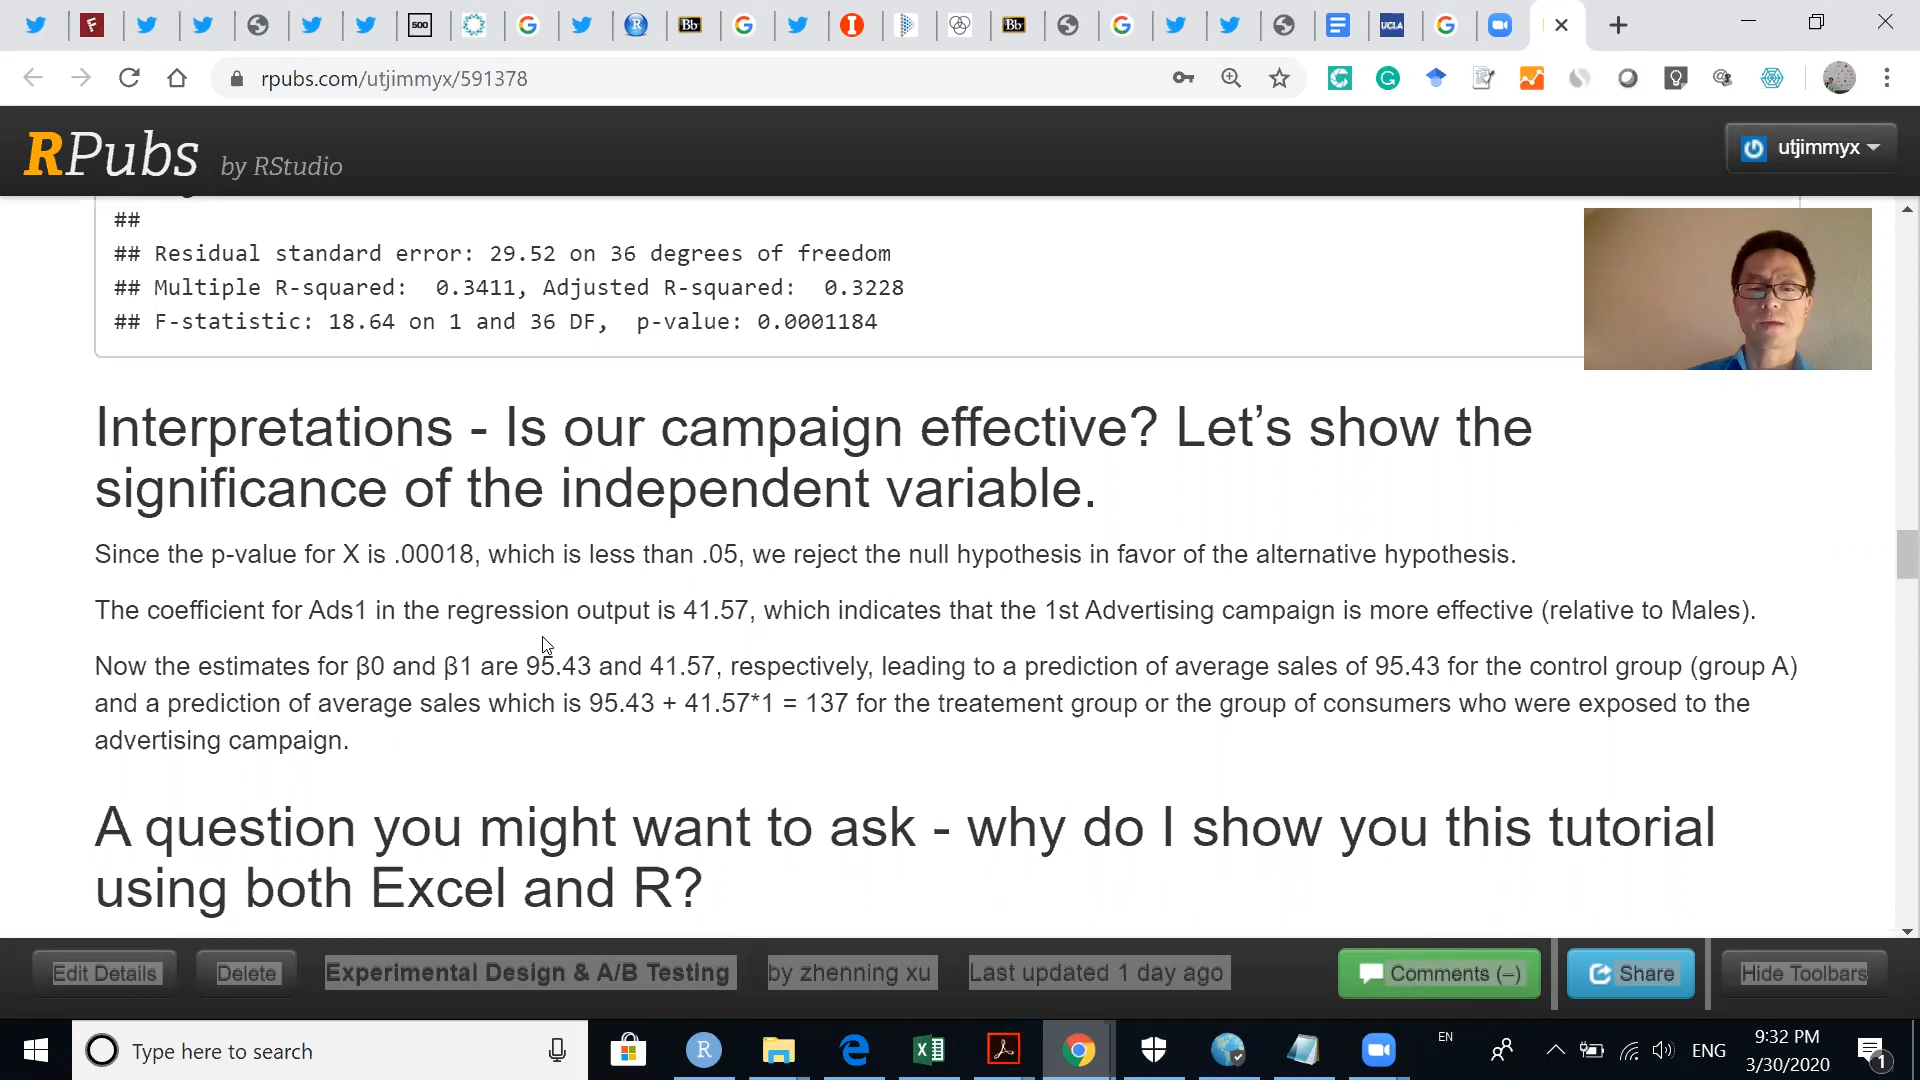 500
Bb
Bb
UCLA
rpubs.com/utjimmyx/591378
RPubs by RStudio
utjimmyx
##
## Residual standard error: 29.52 on 36 degrees of freedom
## Multiple R-squared:  0.3411, Adjusted R-squared:  0.3228
## F-statistic: 18.64 on 1 and 36 DF,  p-value: 0.0001184
Interpretations - Is our campaign effective? Let’s show the
significance of the independent variable.
Since the p-value for X is .00018, which is less than .05, we reject the null hypothesis in favor of the alternative hypothesis.
The coefficient for Ads1 in the regression output is 41.57, which indicates that the 1st Advertising campaign is more effective (relative to Males).
Now the estimates for β0 and β1 are 95.43 and 41.57, respectively, leading to a prediction of average sales of 95.43 for the control group (group A)
and a prediction of average sales which is 95.43 + 41.57*1 = 137 for the treatement group or the group of consumers who were exposed to the
advertising campaign.
A question you might want to ask - why do I show you this tutorial
using both Excel and R?
Edit Details
Delete
Experimental Design & A/B Testing
by zhenning xu
Last updated 1 day ago
Comments (–)
Share
Hide Toolbars
Type here to search
EN
ENG
9:32 PM
3/30/2020
1